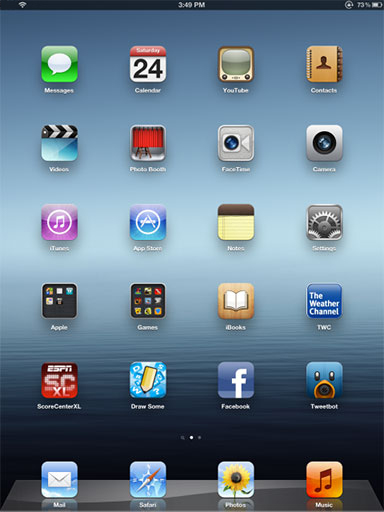 3:49 PM
73%
Saturday
24
Messages
Calendar
YouTube
Contacts
Videos
Photo Booth
FaceTime
Camera
iTunes
App Store
Notes
Settings
The
Weather
Channel
Apple
Games
iBooks
TWC
ESPN
SC
XL
ScoreCenterXL
Draw Some
Facebook
Tweetbot
Mail
Safari
Photos
Music